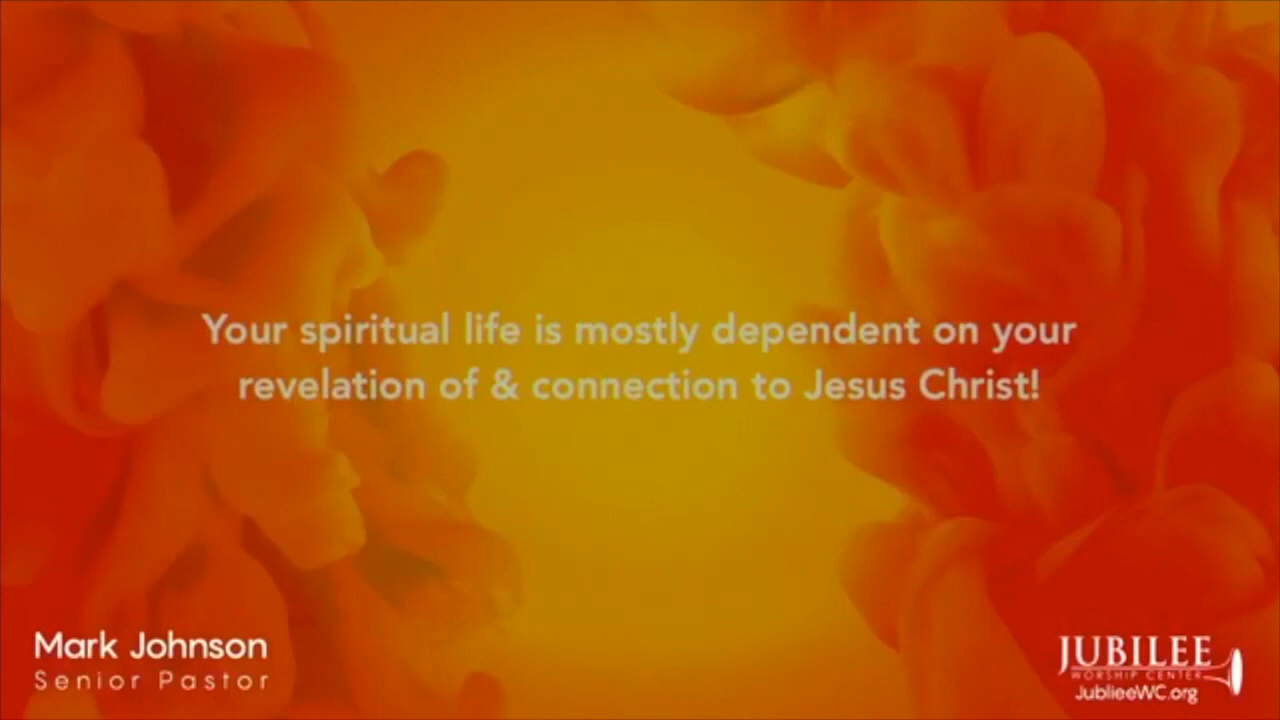 Your spiritual life is mostly dependent on your
revelation of & connection to Jesus Christ!
Mark Johnson
Senior Pastor
JUBILEE
WORSHIP CENTER
JublieeWC.org